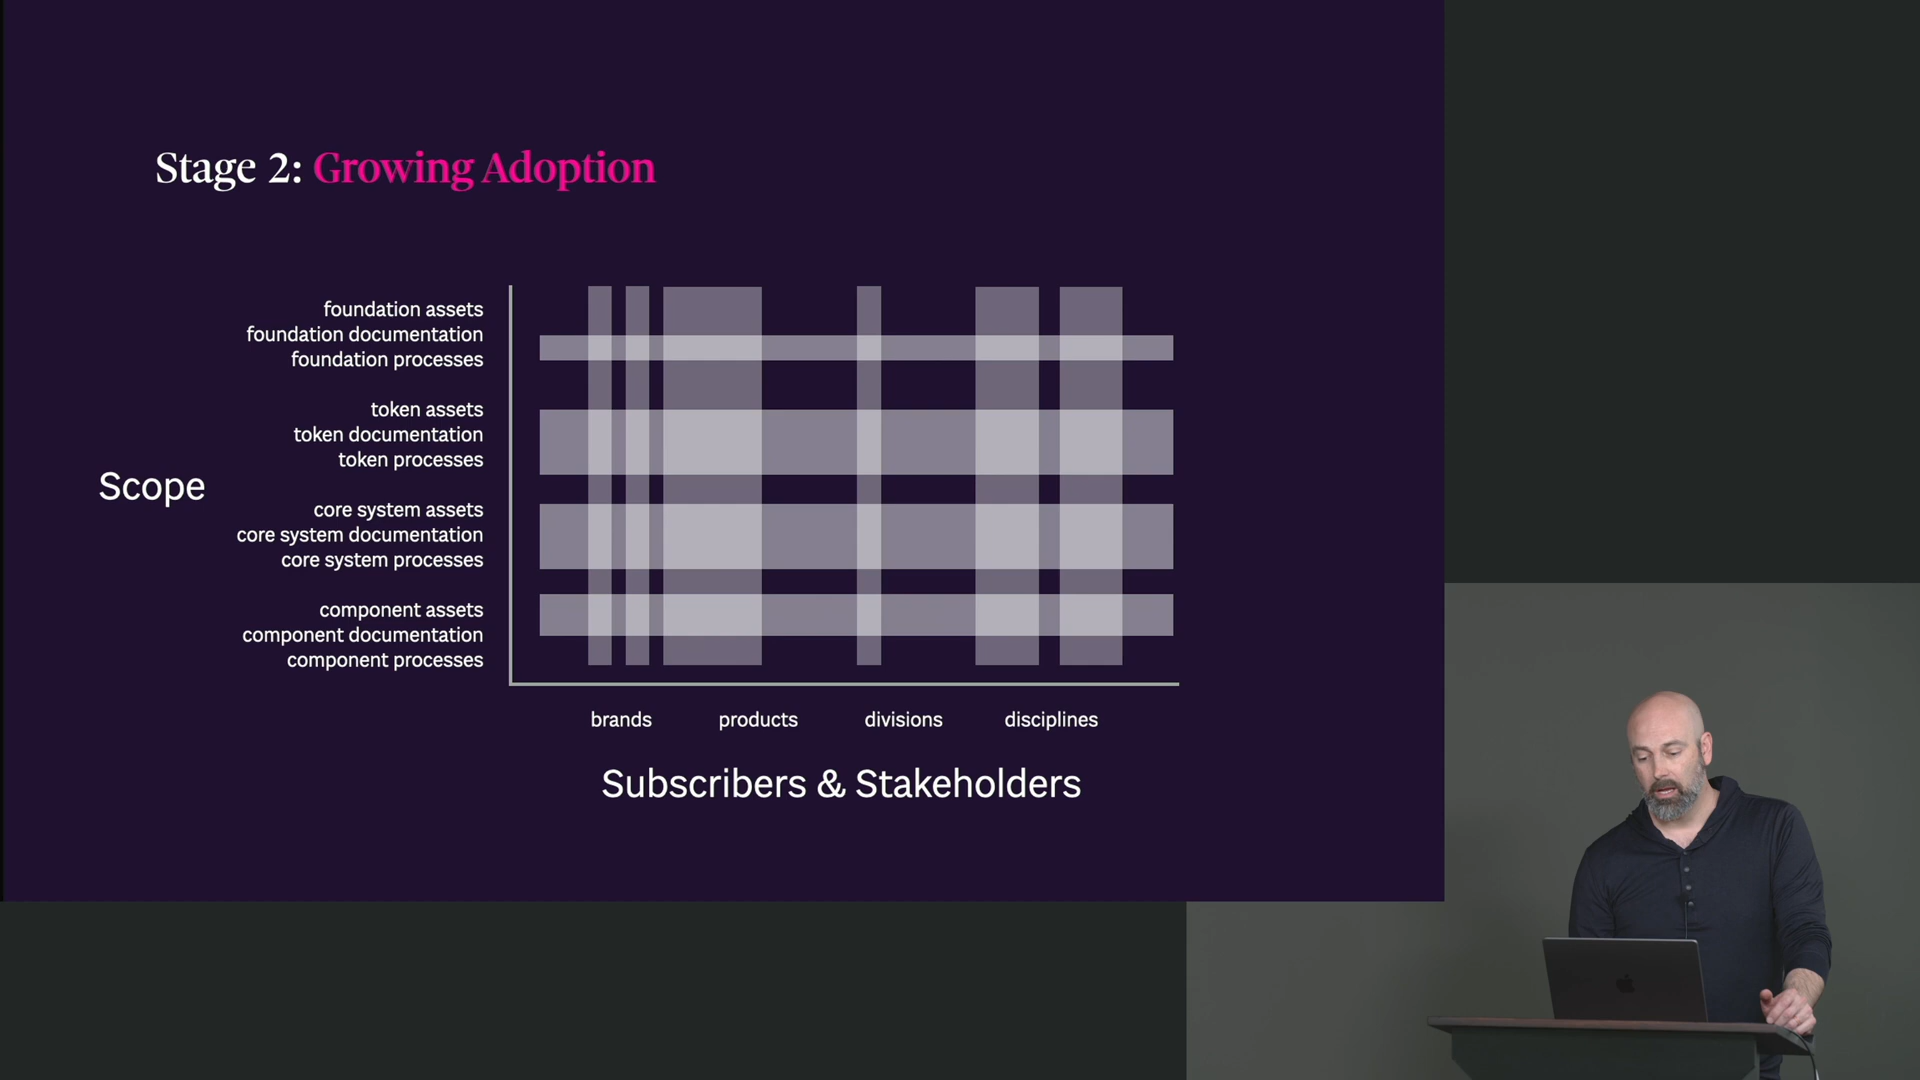 Stage 2: Growing Adoption
foundation assets
foundation documentation
foundation processes
token assets
token documentation
token processes
Scope
core system assets
core system documentation
core system processes
component assets
component documentation
component processes
brands
products
divisions
disciplines
Subscribers & Stakeholders